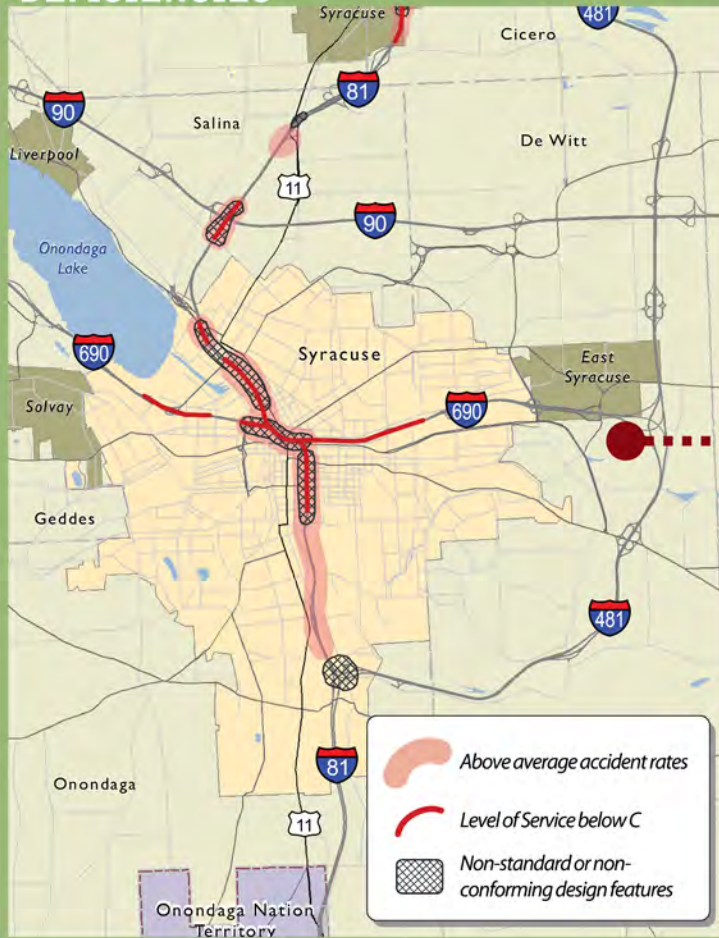 DEFICIENCIES
Syracuse
481
Cicero
81
90
Salina
Liverpool
De Witt
11
90
Onondaga
Lake
690
Syracuse
East
Syracuse
690
Solvay
Geddes
481
81
Onondaga
11
Onondaga Nation
Territory
Above average accident rates
Level of Service below C
Non-standard or non-
conforming design features